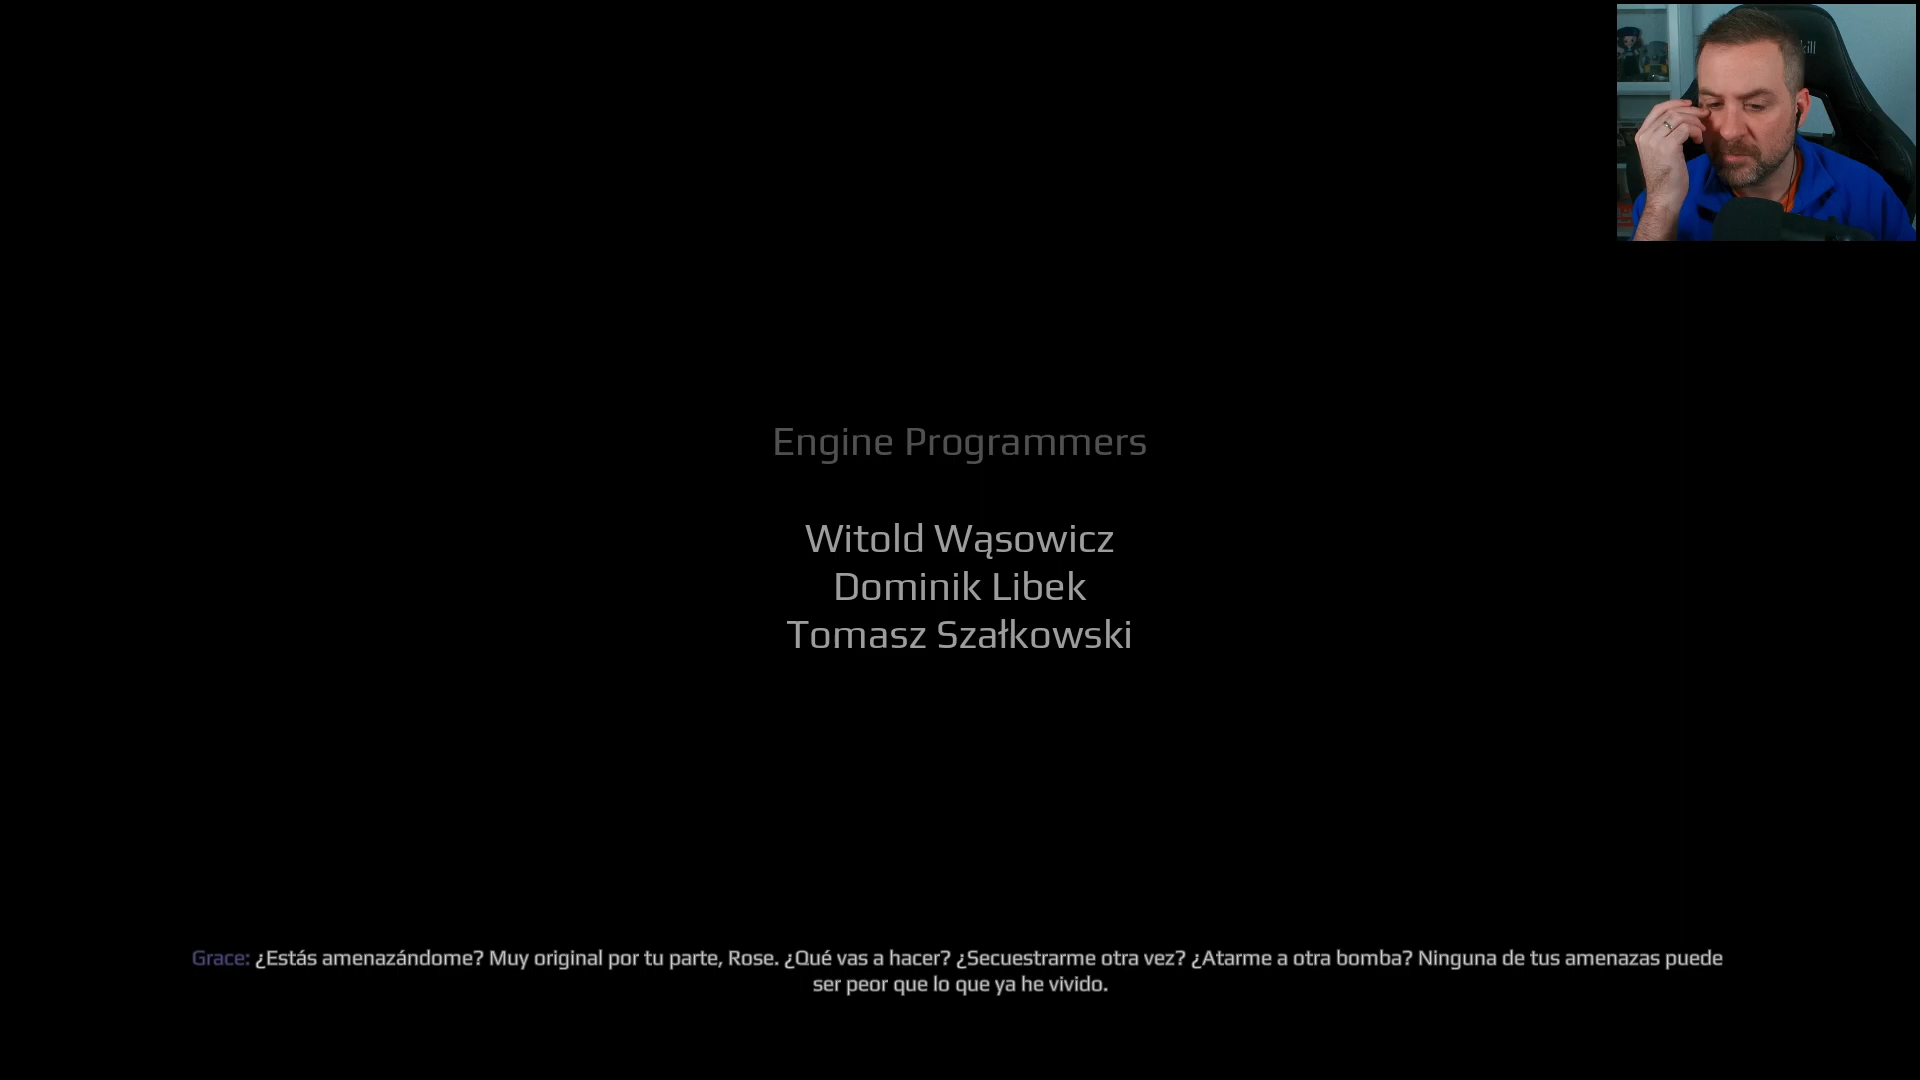 Engine Programmers
Witold Wąsowicz
Dominik Libek
Tomasz Szałkowski
Grace: ¿Estás amenazándome? Muy original por tu parte, Rose. ¿Qué vas a hacer? ¿Secuestrarme otra vez? ¿Atarme a otra bomba? Ninguna de tus amenazas puede
ser peor que lo que ya he vivido.